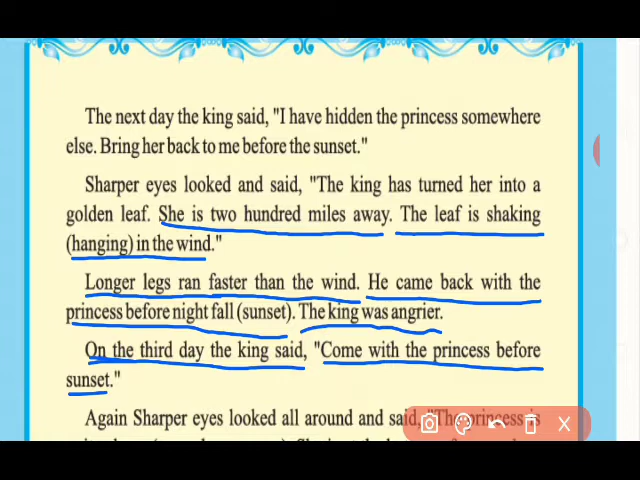 The next day the king said, "I have hidden the princess somewhere
else. Bring her back to me before the sunset."
Sharper eyes looked and said, "The king has turned her into a
golden leaf. She is two hundred miles away. The leaf is shaking
(hanging) in the wind."
Longer legs ran faster than the wind. He came back with the
princess before night fall (sunset). The king was angrier.
On the third day the king said, "Come with the princess before
sunset."
Again Sharper eyes looked all around and said, "The princess is